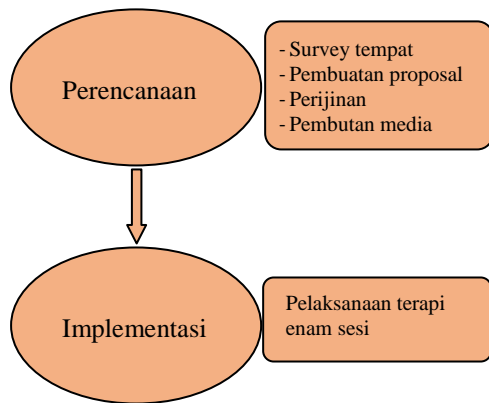 Perencanaan
- Survey tempat
- Pembuatan proposal
- Perijinan
- Pembutan media
Implementasi
Pelaksanaan terapi
enam sesi